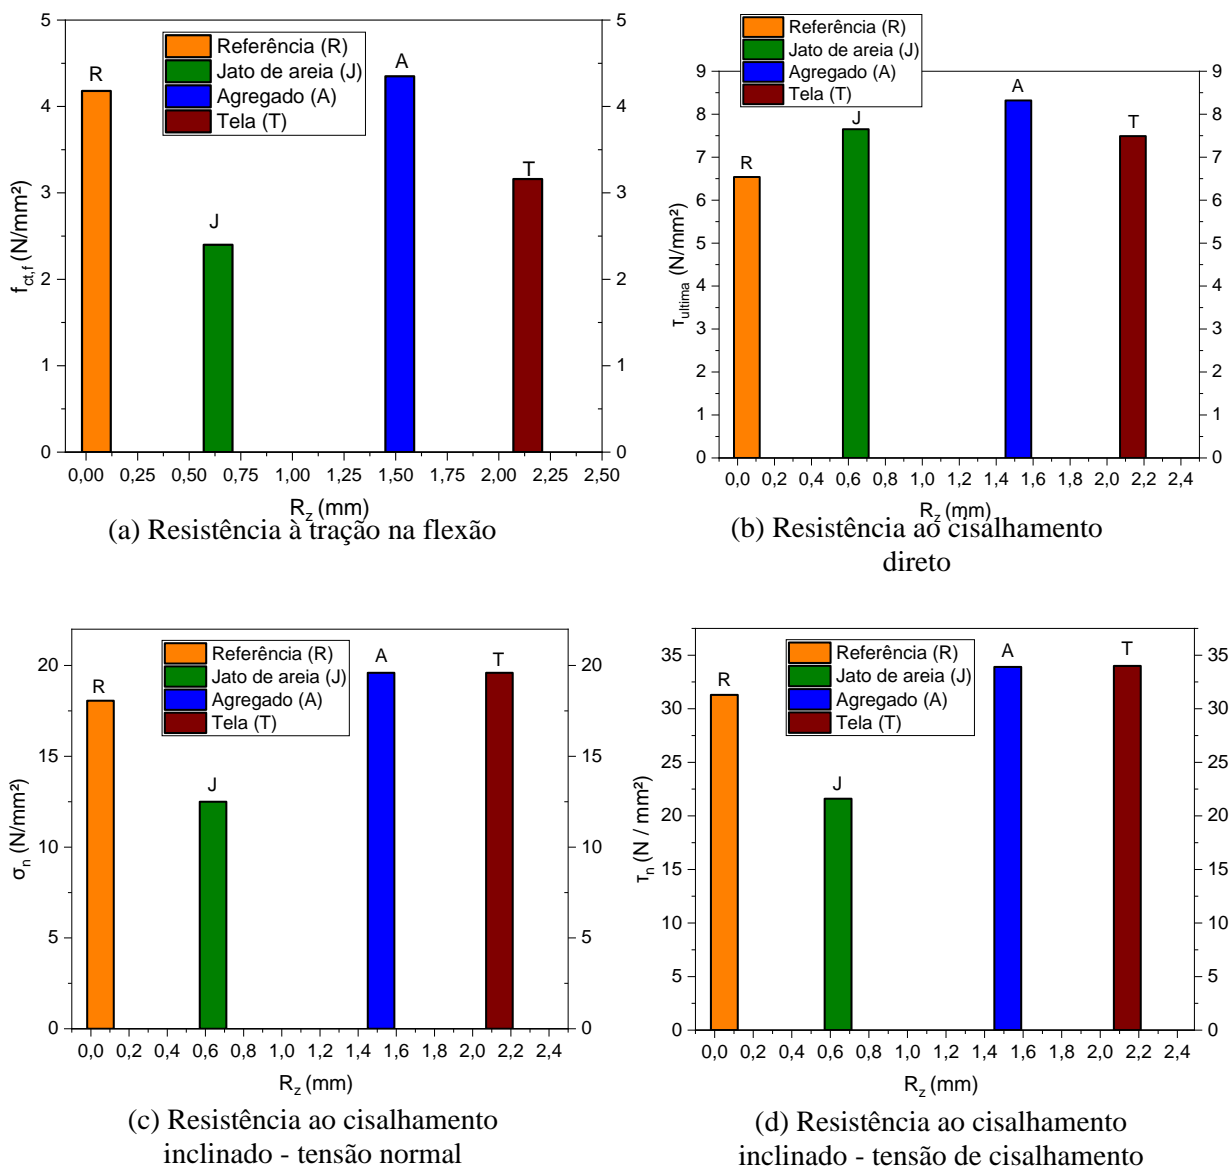 5
4
3
2
1
0
5
4
3
2
1
0
Referência (R)
Jato de areia (J)
Agregado (A)
Tela (T)
R
J
A
T
f_ct,f (N/mm²)
0,00 0,25 0,50 0,75 1,00 1,25 1,50 1,75 2,00 2,25 2,50
R_z (mm)
(a) Resistência à tração na flexão
Referência (R)
Jato de areia (J)
Agregado (A)
Tela (T)
9
8
7
6
5
4
3
2
1
0
9
8
7
6
5
4
3
2
1
0
R
J
A
T
τ_ultima (N/mm²)
0,0 0,2 0,4 0,6 0,8 1,0 1,2 1,4 1,6 1,8 2,0 2,2 2,4
R_z (mm)
(b) Resistência ao cisalhamento
direto
Referência (R)
Jato de areia (J)
Agregado (A)
Tela (T)
20
15
10
5
0
20
15
10
5
0
R
J
A
T
σ_n (N/mm²)
0,0 0,2 0,4 0,6 0,8 1,0 1,2 1,4 1,6 1,8 2,0 2,2 2,4
R_z (mm)
(c) Resistência ao cisalhamento
inclinado - tensão normal
Referência (R)
Jato de areia (J)
Agregado (A)
Tela (T)
35
30
25
20
15
10
5
0
35
30
25
20
15
10
5
0
R
J
A
T
τ_n (N / mm²)
0,0 0,2 0,4 0,6 0,8 1,0 1,2 1,4 1,6 1,8 2,0 2,2 2,4
R_z (mm)
(d) Resistência ao cisalhamento
inclinado - tensão de cisalhamento